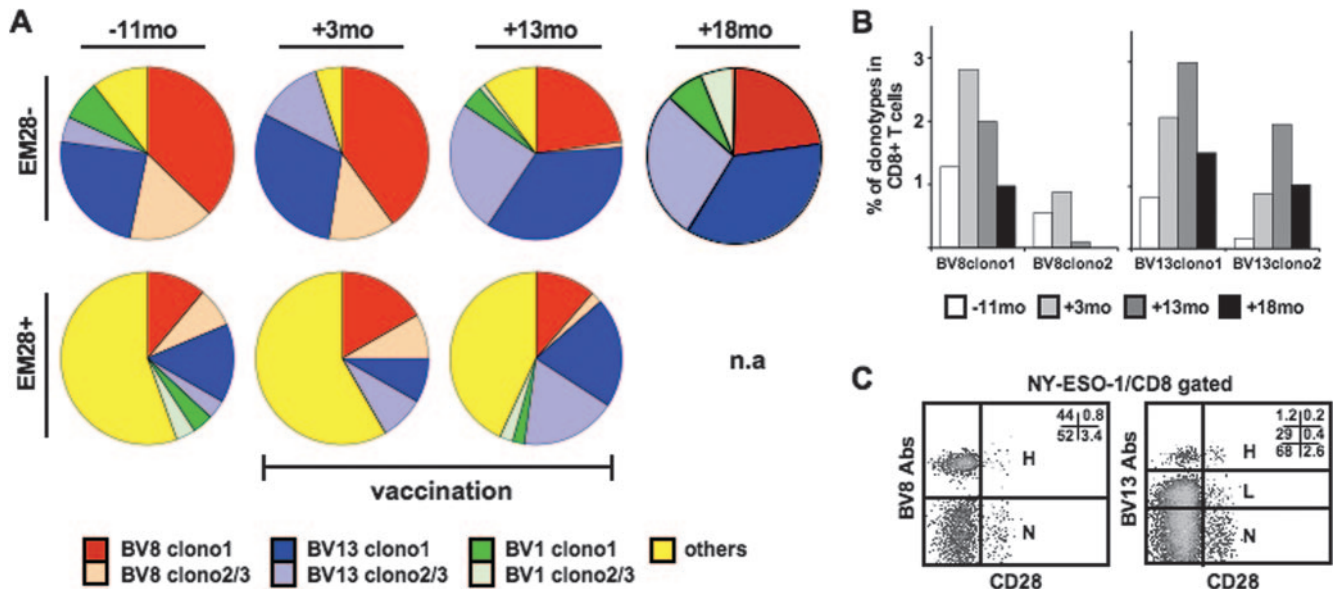 A
-11mo +3mo +13mo +18mo
EM28-
EM28+
n.a
vaccination
BV8 clono1 BV13 clono1 BV1 clono1 others
BV8 clono2/3 BV13 clono2/3 BV1 clono2/3
B
% of donotypes in
CD8+ T cells
3
2
1
BV8clono1 BV8clono2 BV13clono1 BV13clono2
-11mo +3mo +13mo +18mo
C
NY-ESO-1/CD8 gated
BV8 Abs
44 0.8
52 3.4
H
N
CD28
BV13 Abs
1.2 0.2
29 0.4
68 2.6
H
L
N
CD28